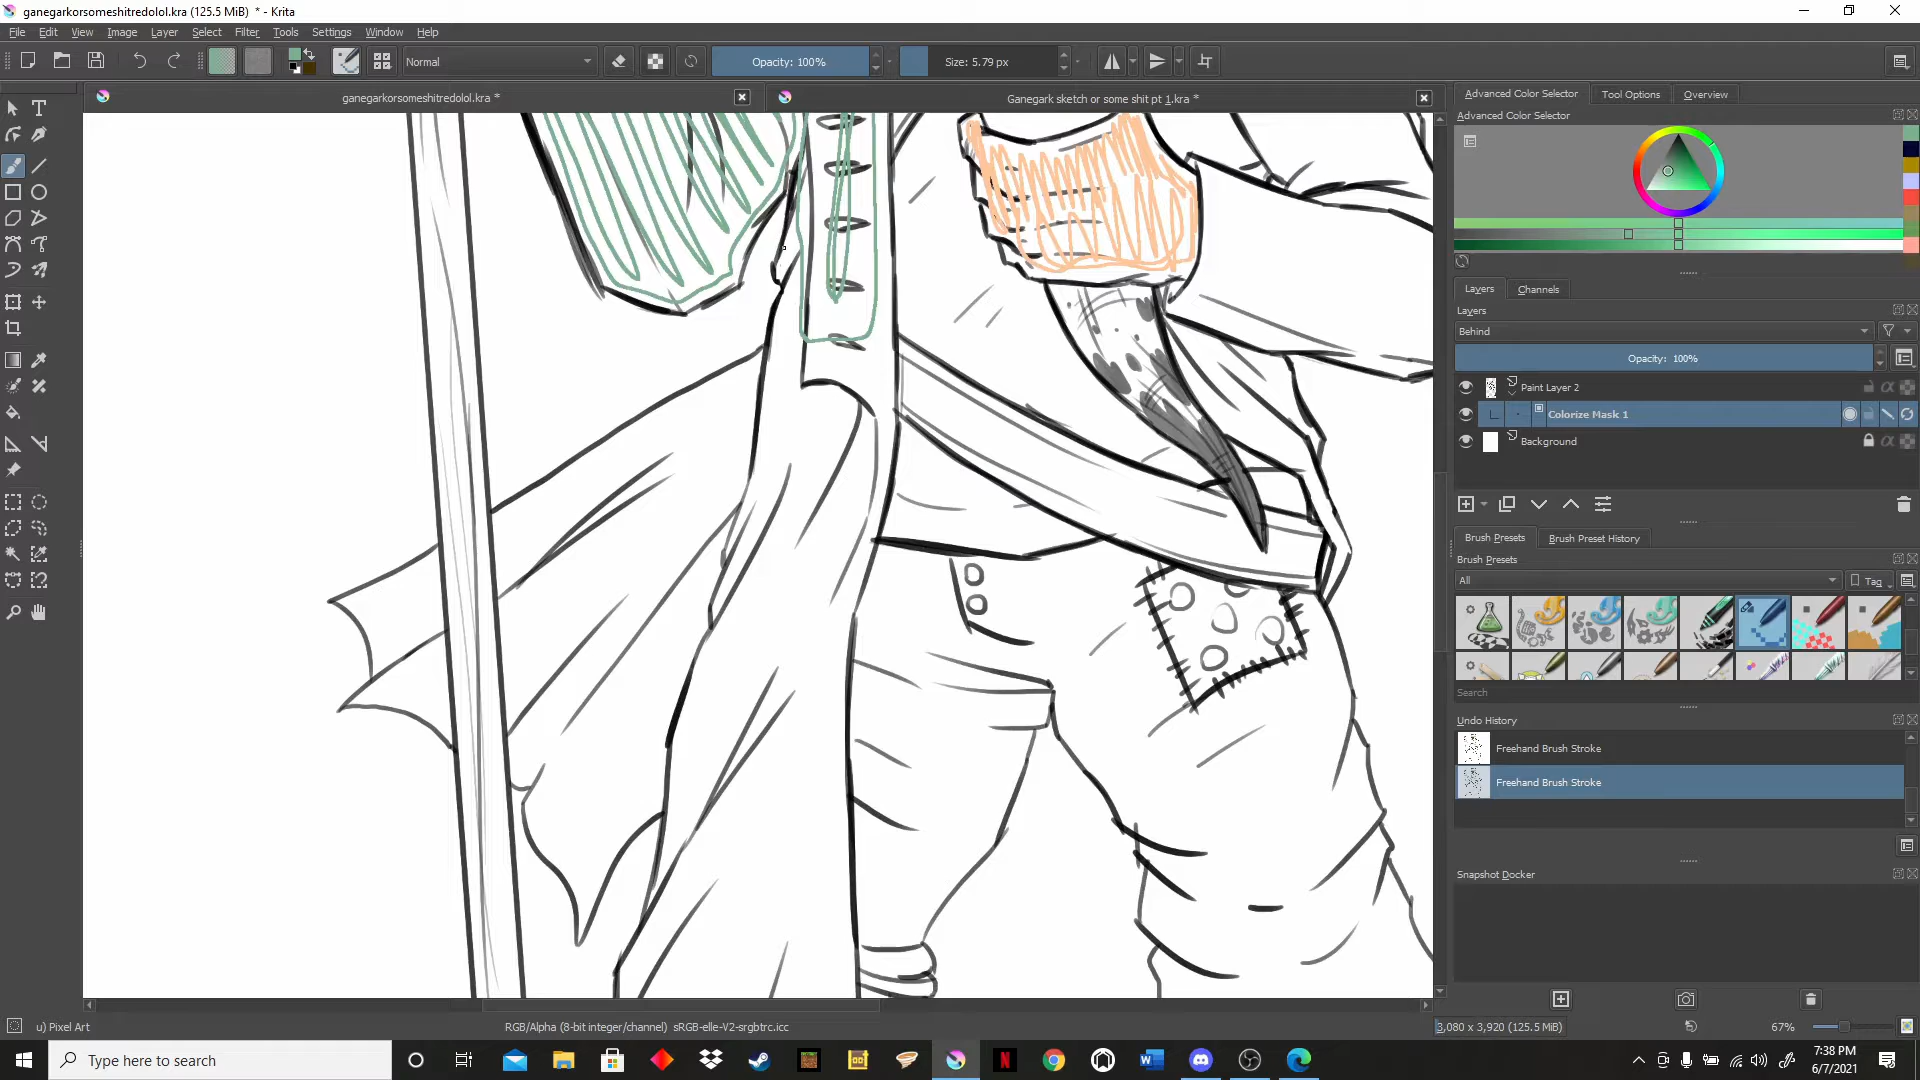 ganegarkorsomeshitredolol.kra (125.5 MiB) * - Krita
File Edit View Image Layer Select Filter Tools Settings Window Help
Normal Opacity: 100% Size: 5.79 px
ganegarkorsomeshitredolol.kra * Ganegark sketch or some shit pt 1.kra *
Advanced Color Selector Tool Options Overview
Advanced Color Selector
Layers Channels
Layers
Behind
Opacity: 100%
Paint Layer 2
Colorize Mask 1
Background
Brush Presets Brush Preset History
Brush Presets
All Tag
Search
Undo History
Freehand Brush Stroke
Freehand Brush Stroke
Snapshot Docker
u) Pixel Art RGB/Alpha (8-bit integer/channel) sRGB-elle-V2-srgbtrc.icc 3,080 x 3,920 (125.5 MiB) 67%
Type here to search 7:38 PM
6/7/2021